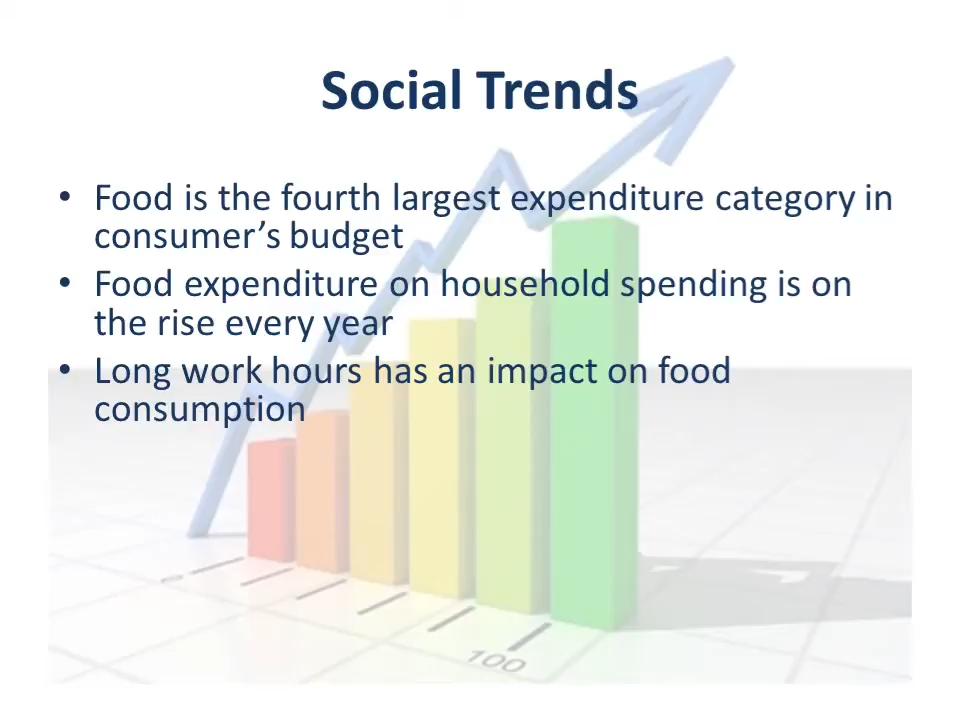 Social Trends
• Food is the fourth largest expenditure category in
consumer’s budget
• Food expenditure on household spending is on
the rise every year
• Long work hours has an impact on food
consumption
100